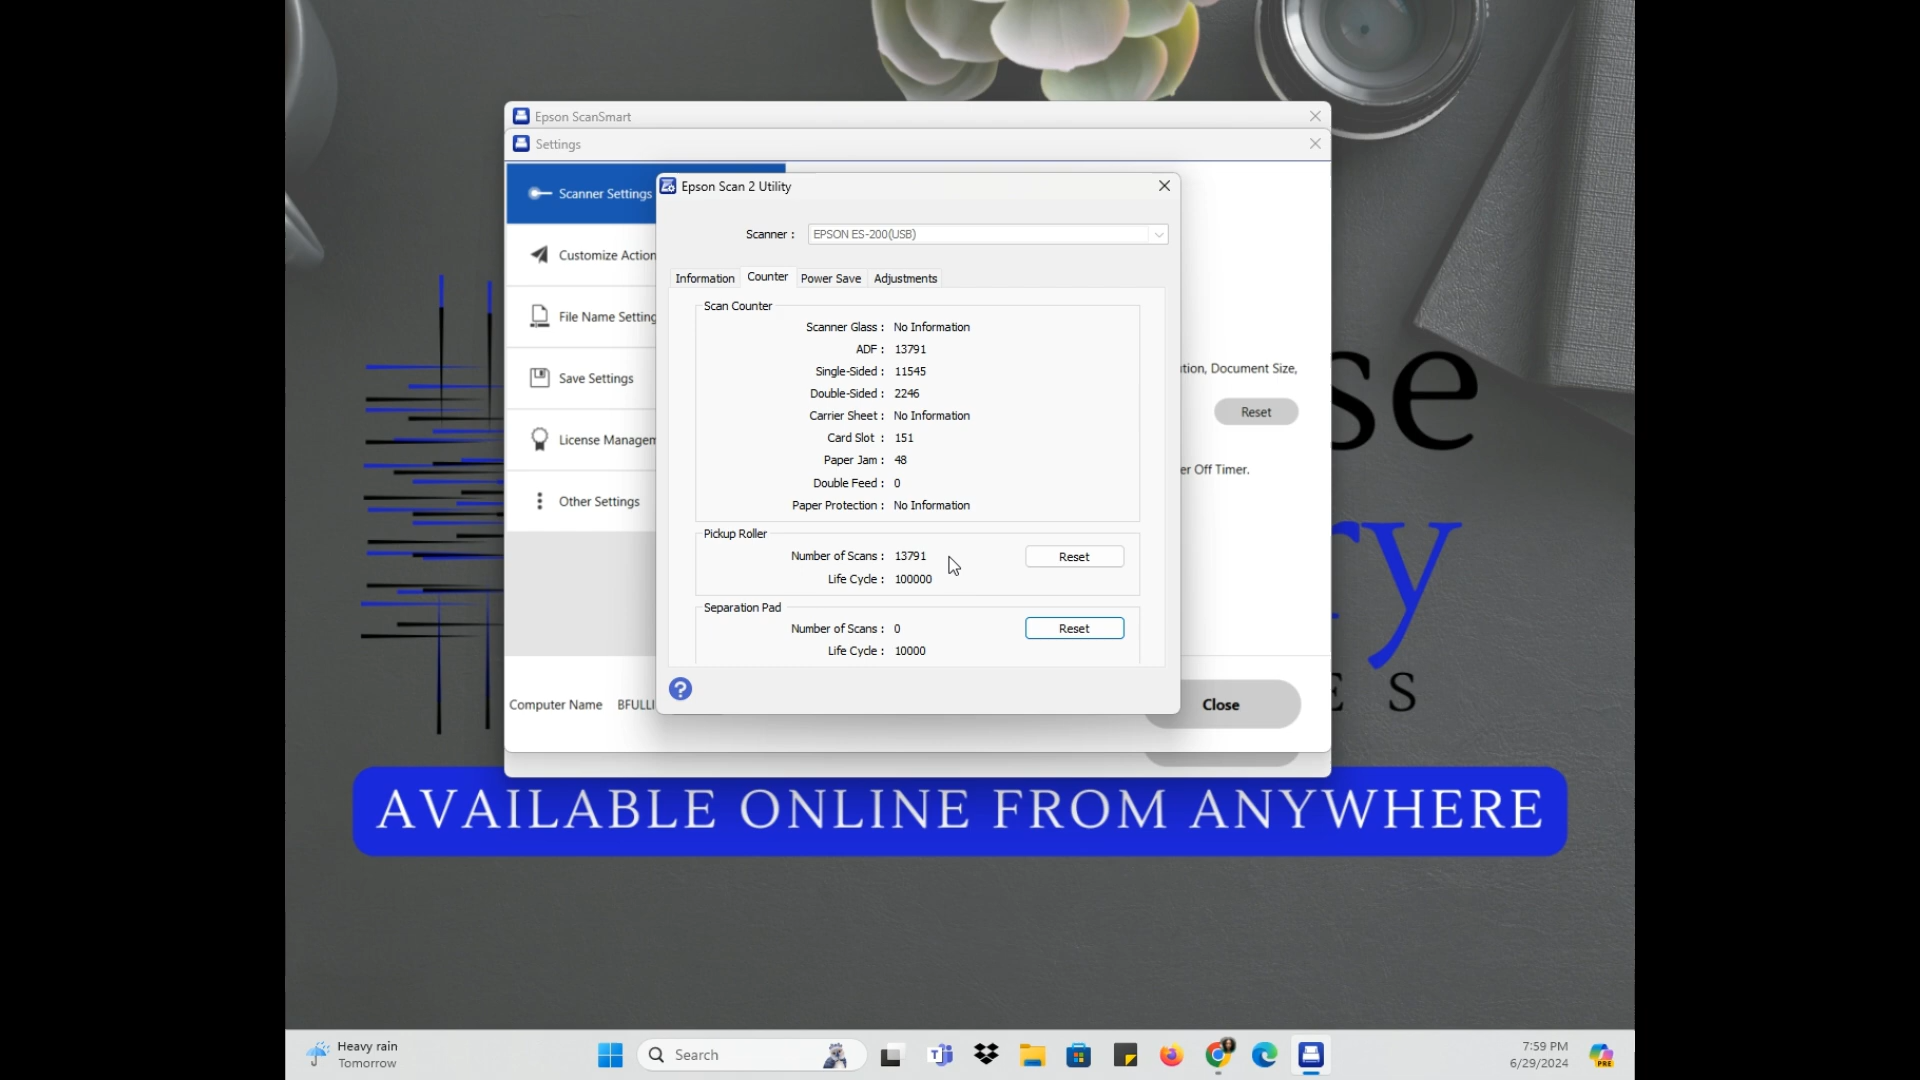 Epson ScanSmart
Settings
Scanner Settings
Customize Action
File Name Setting
Save Settings
License Managem
Other Settings
Computer Name BFULLI
Epson Scan 2 Utility
Scanner : EPSON ES-200(USB)
Information Counter Power Save Adjustments
Scan Counter
Scanner Glass : No Information
ADF : 13791
Single-Sided : 11545
Double-Sided : 2246
Carrier Sheet : No Information
Card Slot : 151
Paper Jam : 48
Double Feed : 0
Paper Protection : No Information
Pickup Roller
Number of Scans : 13791 Reset
Life Cycle : 100000
Separation Pad
Number of Scans : 0 Reset
Life Cycle : 10000
?
ution, Document Size,
Reset
er Off Timer.
Close
se
ry
E S
AVAILABLE ONLINE FROM ANYWHERE
Heavy rain
Tomorrow
Search
7:59 PM
6/29/2024
PRE